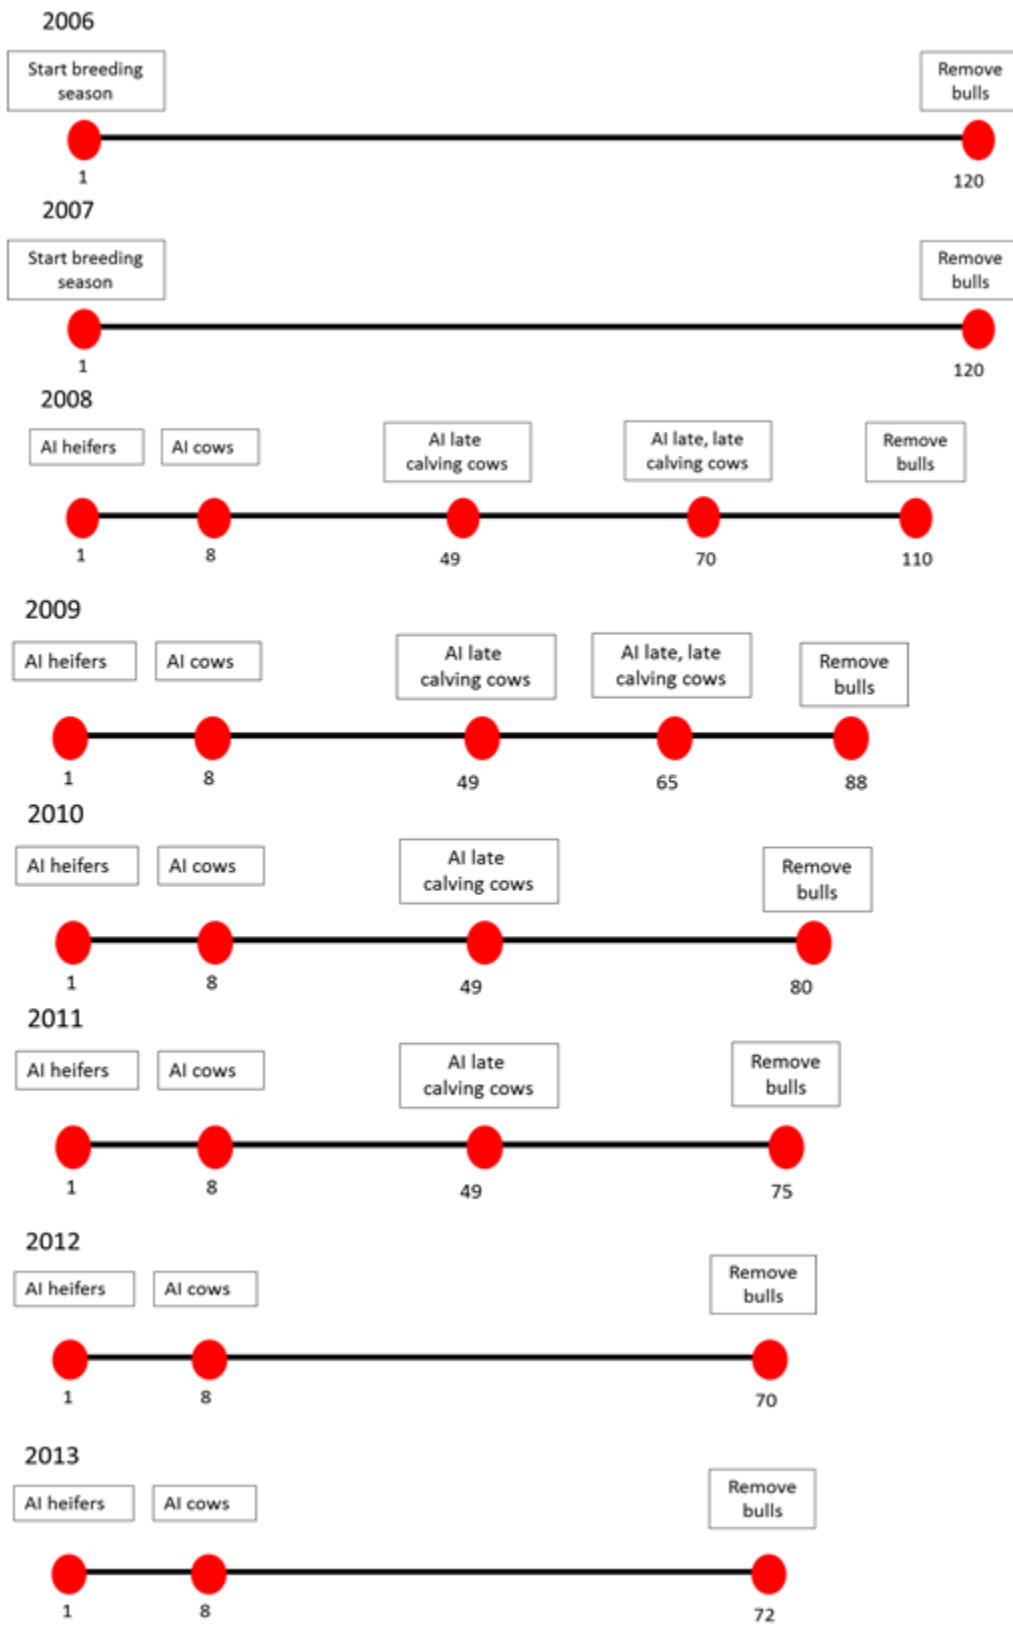 2006
Start breeding
season
Remove
bulls
1
120
2007
Start breeding
season
Remove
bulls
1
120
2008
AI heifers
AI cows
AI late
calving cows
AI late, late
calving cows
Remove
bulls
1
8
49
70
110
2009
AI heifers
AI cows
AI late
calving cows
AI late, late
calving cows
Remove
bulls
1
8
49
65
88
2010
AI heifers
AI cows
AI late
calving cows
Remove
bulls
1
8
49
80
2011
AI heifers
AI cows
AI late
calving cows
Remove
bulls
1
8
49
75
2012
AI heifers
AI cows
Remove
bulls
1
8
70
2013
AI heifers
AI cows
Remove
bulls
1
8
72